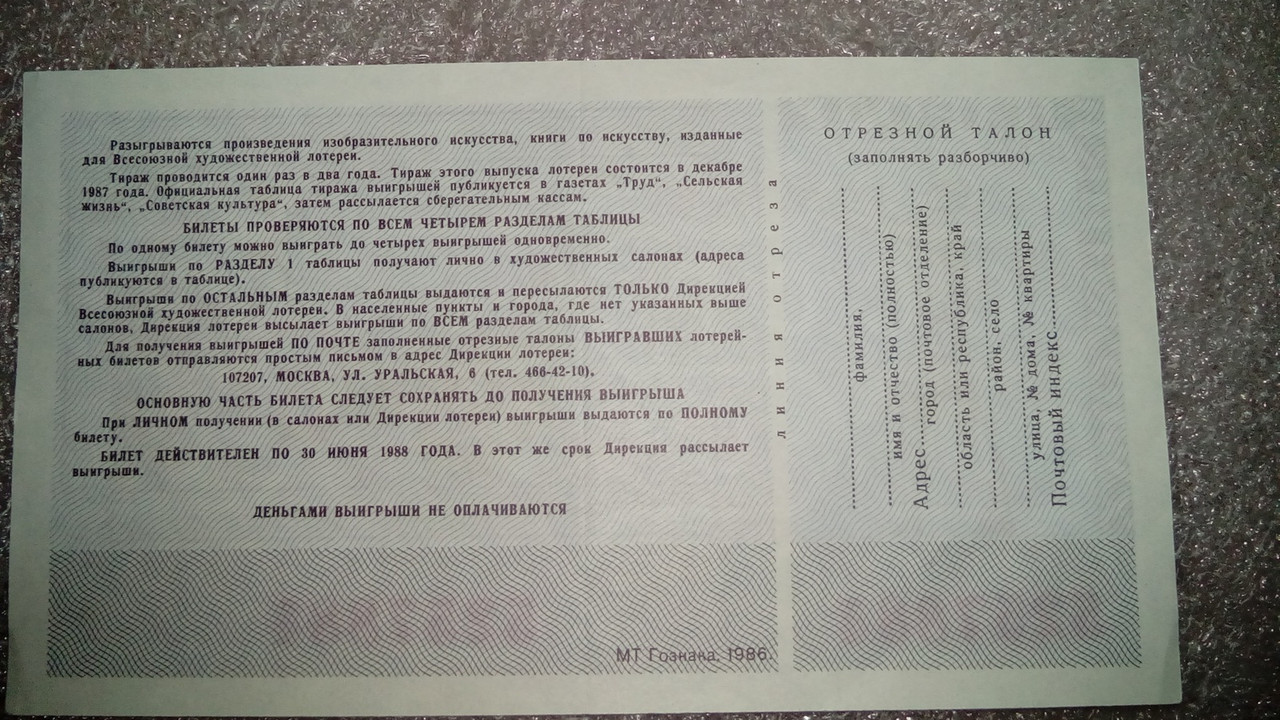 Разыгрываются произведения изобразительного искусства, книги по искусству, изданные
для Всесоюзной художественной лотереи.
Тираж проводится один раз в два года. Тираж этого выпуска лотереи состоится в декабре
1987 года. Официальная таблица тиража выигрышей публикуется в газетах „Труд“, „Сельская
жизнь“, „Советская культура“, затем рассылается сберегательным кассам.
БИЛЕТЫ ПРОВЕРЯЮТСЯ ПО ВСЕМ ЧЕТЫРЕМ РАЗДЕЛАМ ТАБЛИЦЫ
По одному билету можно выиграть до четырех выигрышей одновременно.
Выигрыши по РАЗДЕЛУ 1 таблицы получают лично в художественных салонах (адреса
публикуются в таблице).
Выигрыши по ОСТАЛЬНЫМ разделам таблицы выдаются и пересылаются ТОЛЬКО Дирекцией
Всесоюзной художественной лотереи. В населенные пункты и города, где нет указанных выше
салонов, Дирекция лотереи высылает выигрыши по ВСЕМ разделам таблицы.
Для получения выигрышей ПО ПОЧТЕ заполненные отрезные талоны ВЫИГРАВШИХ лотерей-
ных билетов отправляются простым письмом в адрес Дирекции лотереи:
107207, МОСКВА, УЛ. УРАЛЬСКАЯ, 6 (тел. 466-42-10).
ОСНОВНУЮ ЧАСТЬ БИЛЕТА СЛЕДУЕТ СОХРАНЯТЬ ДО ПОЛУЧЕНИЯ ВЫИГРЫША
При ЛИЧНОМ получении (в салонах или Дирекции лотереи) выигрыши выдаются по ПОЛНОМУ
билету.
БИЛЕТ ДЕЙСТВИТЕЛЕН ПО 30 ИЮНЯ 1988 ГОДА. В этот же срок Дирекция рассылает
выигрыши.
ДЕНЬГАМИ ВЫИГРЫШИ НЕ ОПЛАЧИВАЮТСЯ
МТ Гознака. 1986.
линия отреза
ОТРЕЗНОЙ ТАЛОН
(заполнять разборчиво)
фамилия,
имя и отчество (полностью)
Адрес
город (почтовое отделение)
область или республика, край
район, село
улица, № дома, № квартиры
Почтовый индекс